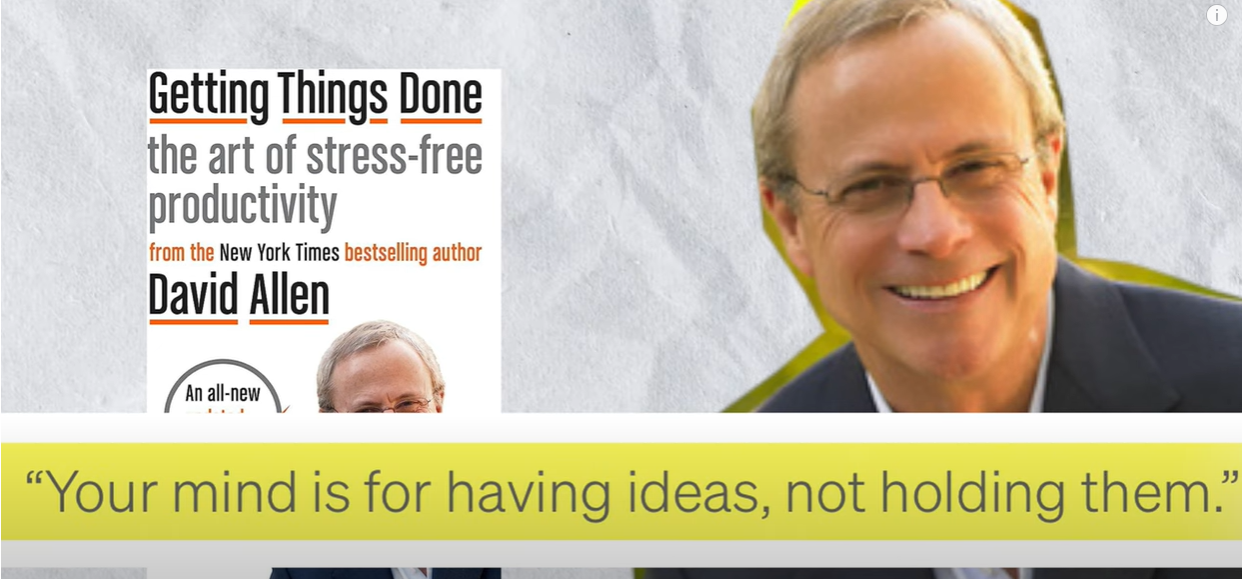 Getting Things Done
the art of stress-free
productivity
from the New York Times bestselling author
David Allen
An all-new
“Your mind is for having ideas, not holding them.”